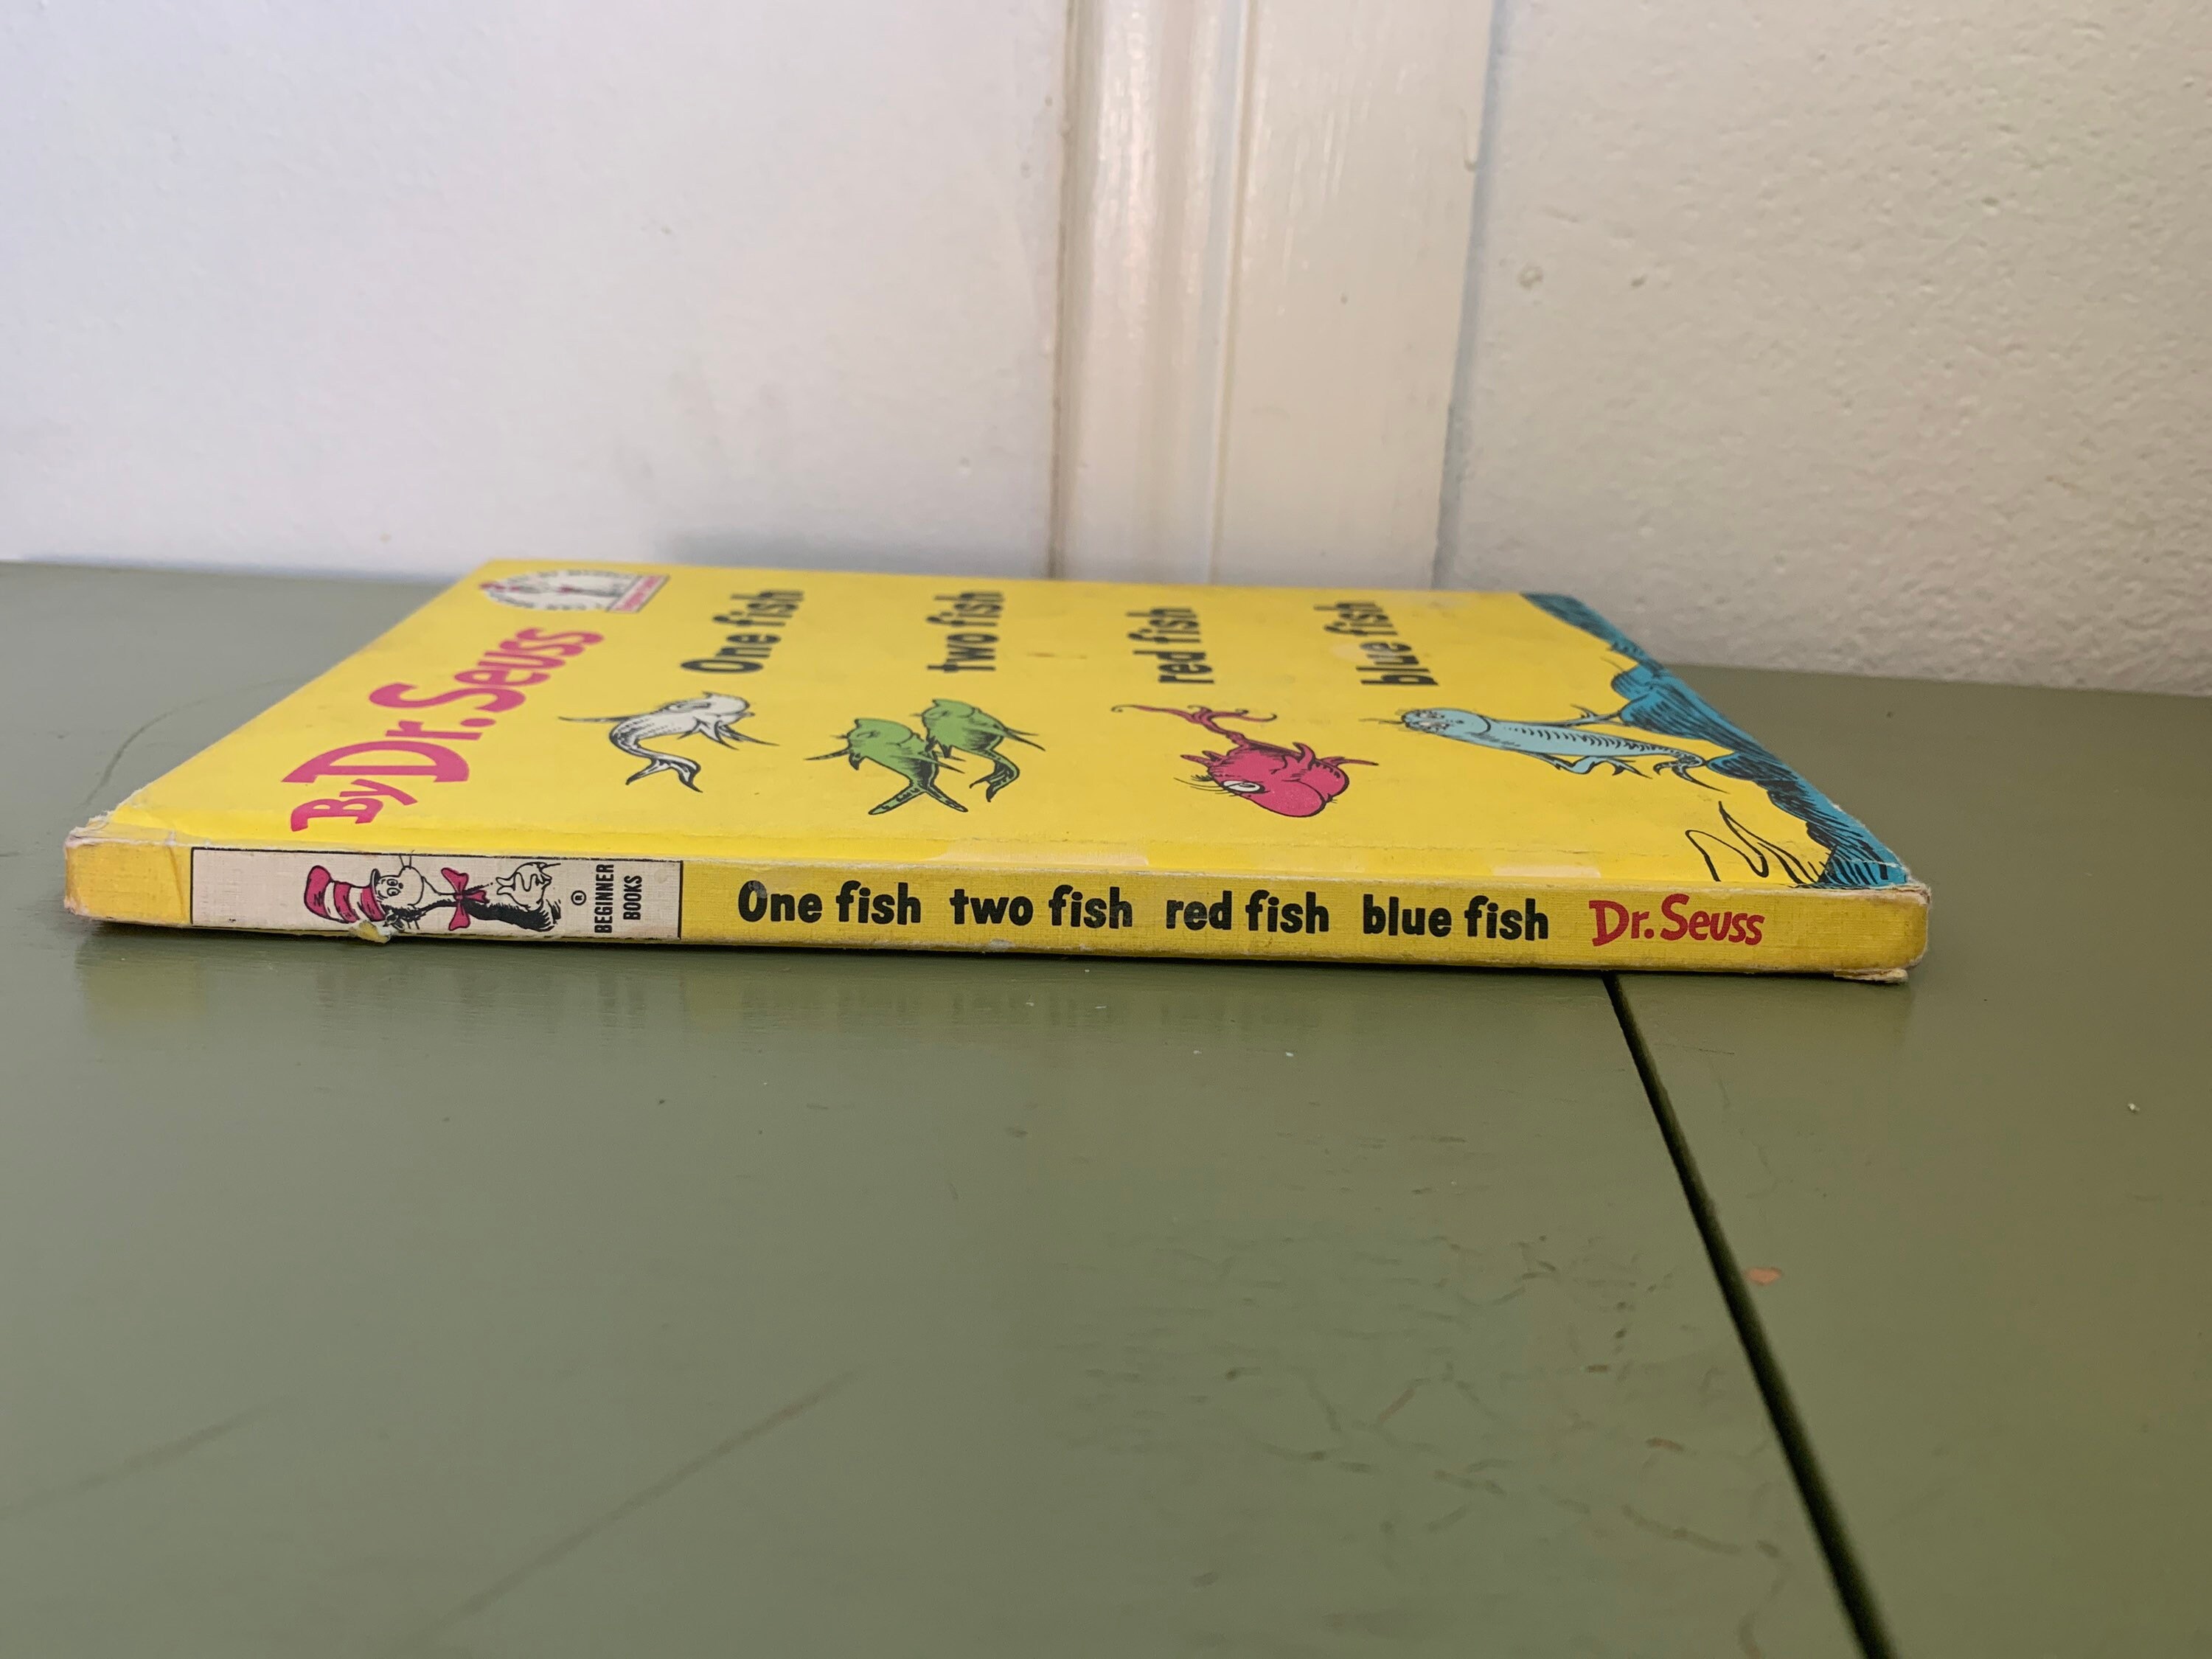 By Dr. Seuss
One fish
two fish
red fish
blue fish
® BEGINNER
BOOKS
One fish two fish red fish blue fish Dr. Seuss